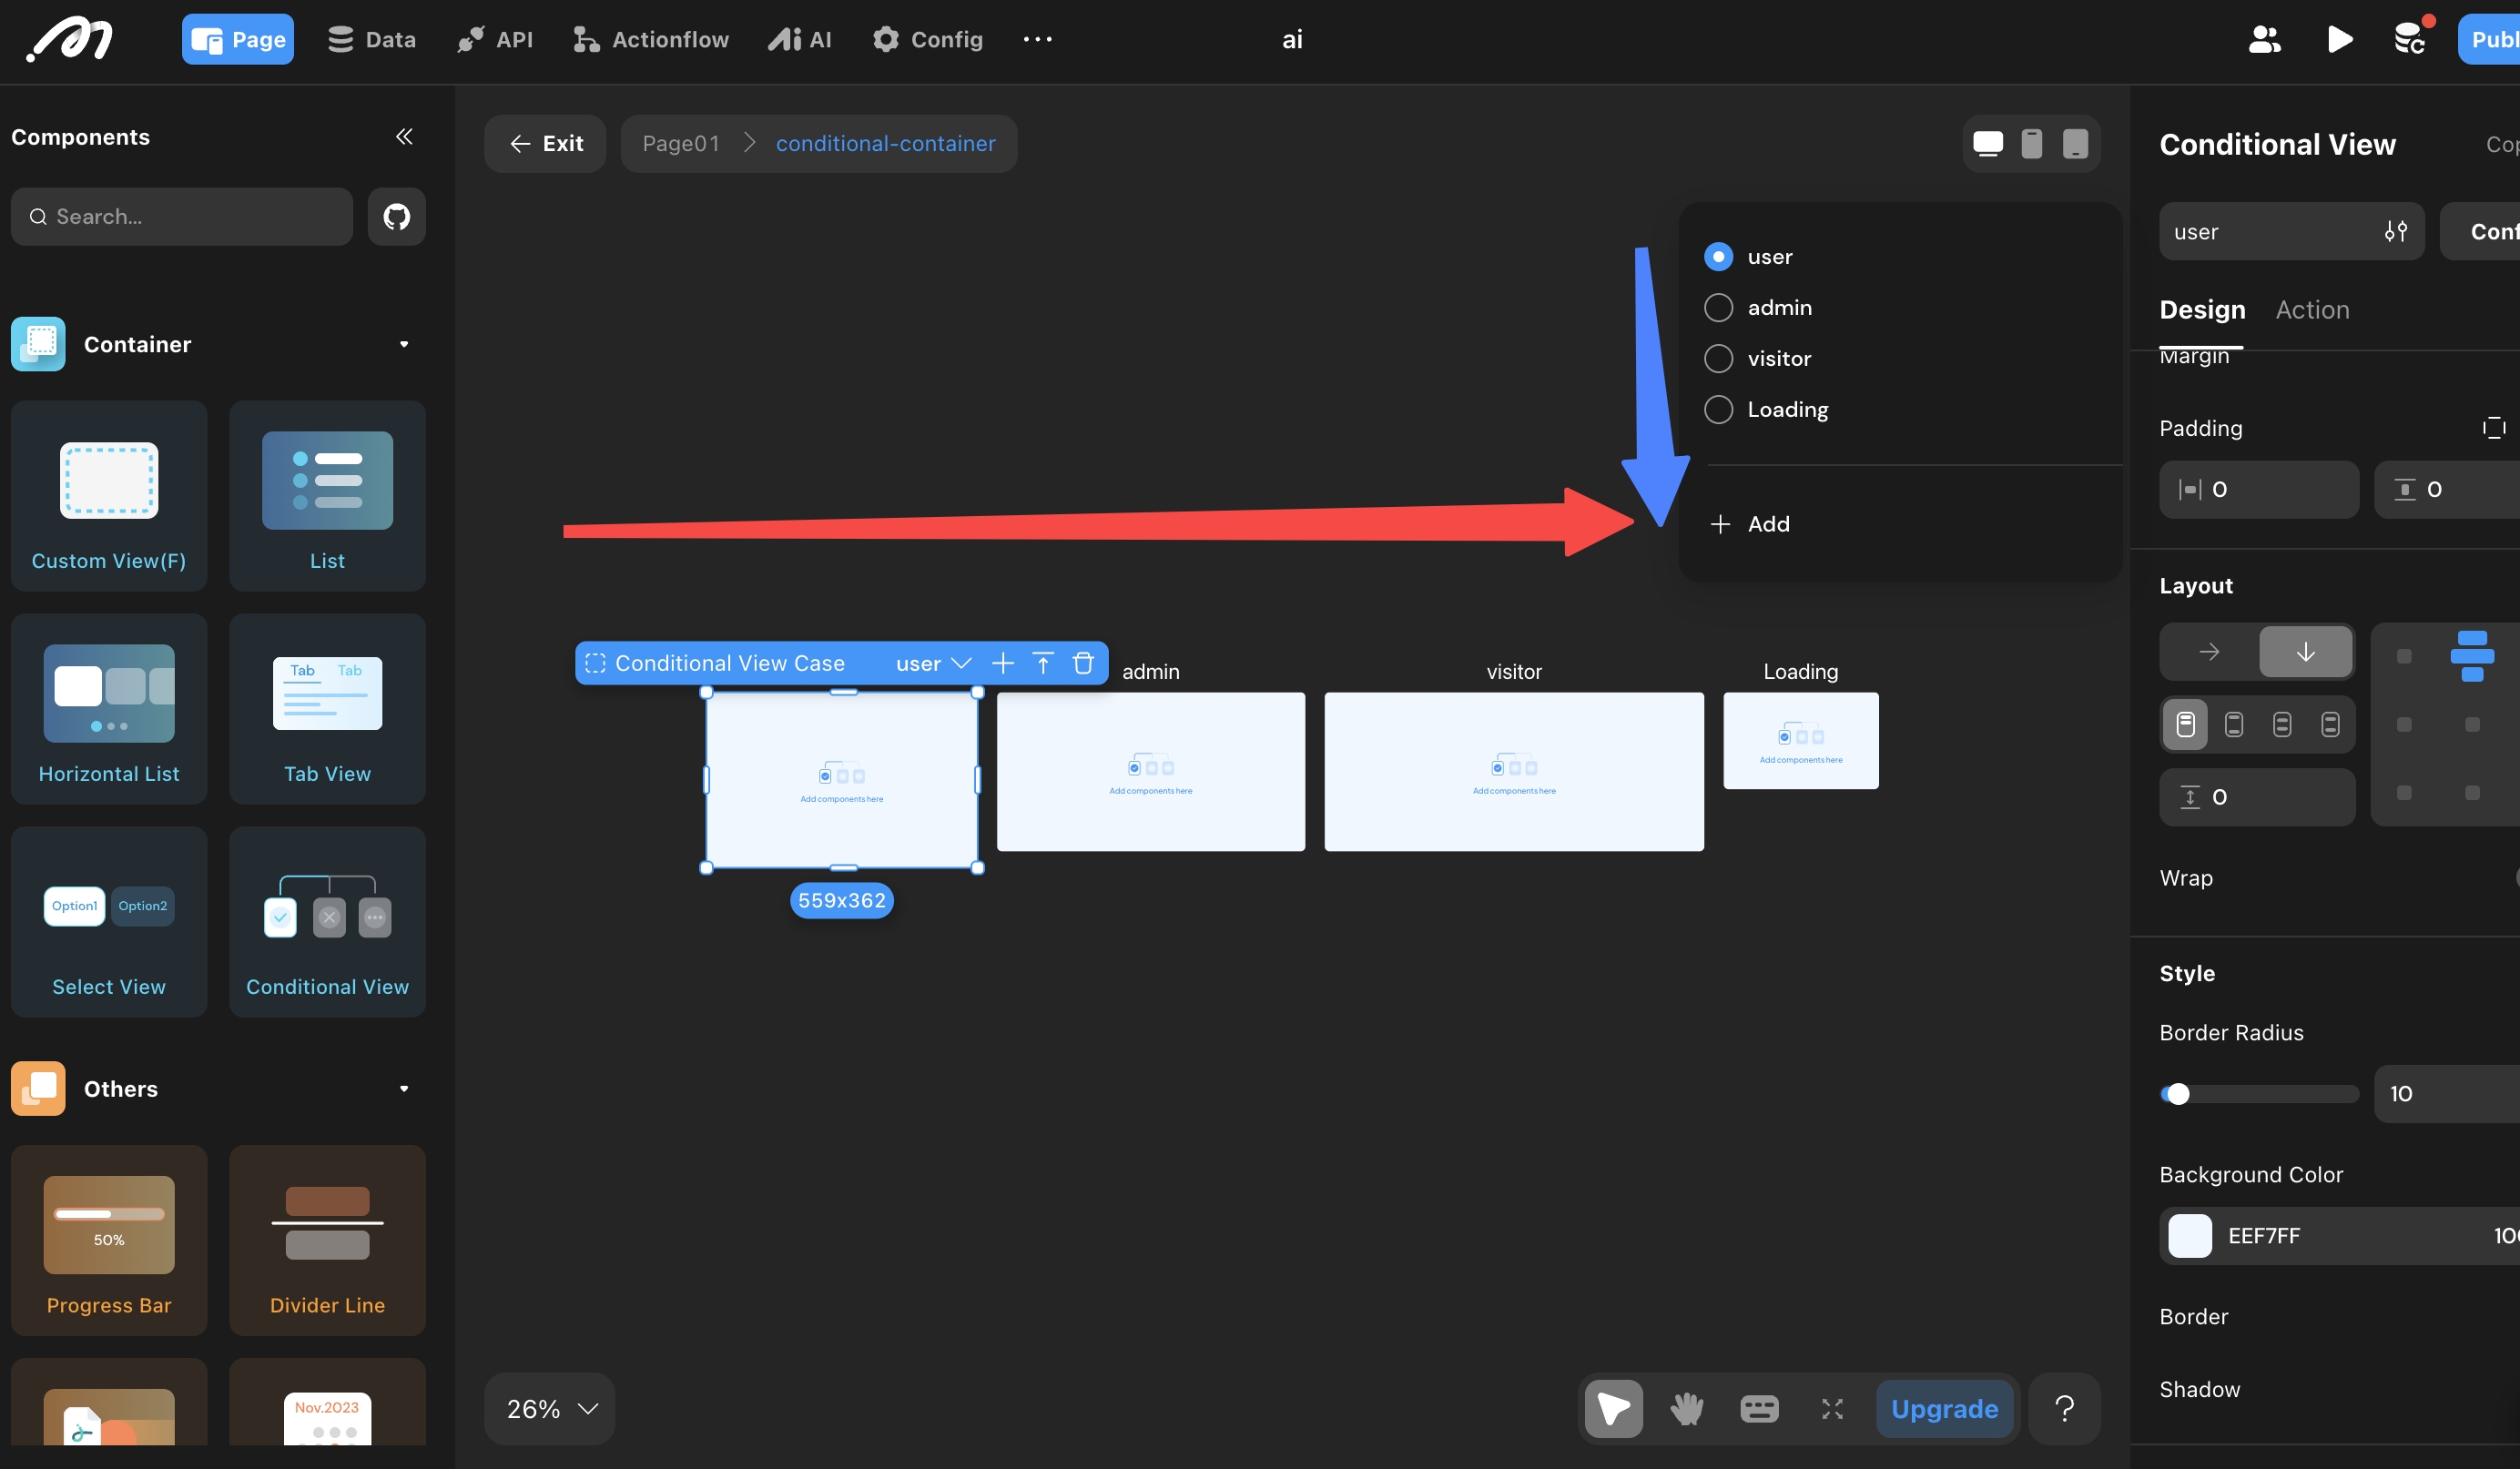 Page
Data
API
Actionflow
AI
Config
ai
Publ
Components
Search...
Container
Custom View(F)
List
Horizontal List
Tab
Tab
Tab View
Option1
Option2
Select View
Conditional View
Others
50%
Progress Bar
Divider Line
Nov.2023
Exit
Page01
conditional-container
user
admin
visitor
Loading
Add
Conditional View Case
user
admin
visitor
Loading
Add components here
Add components here
Add components here
Add components here
559x362
26%
Upgrade
?
Conditional View
Cop
user
Conf
Design
Action
Margin
Padding
0
0
Layout
0
Wrap
Style
Border Radius
10
Background Color
EEF7FF
100
Border
Shadow